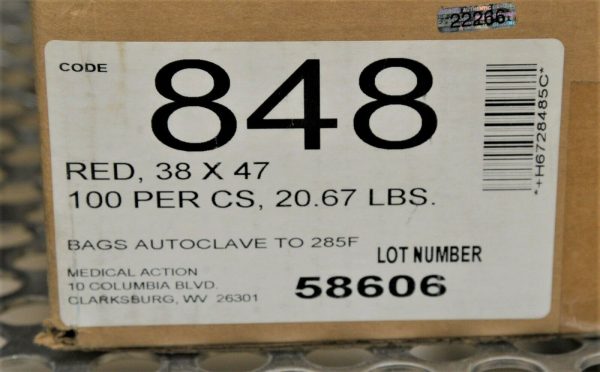 AUTHENTIC
22266
CODE
848
*+H6728485C*
RED, 38 X 47
100 PER CS, 20.67 LBS.
BAGS AUTOCLAVE TO 285F
LOT NUMBER
58606
MEDICAL ACTION
10 COLUMBIA BLVD.
CLARKSBURG, WV 26301